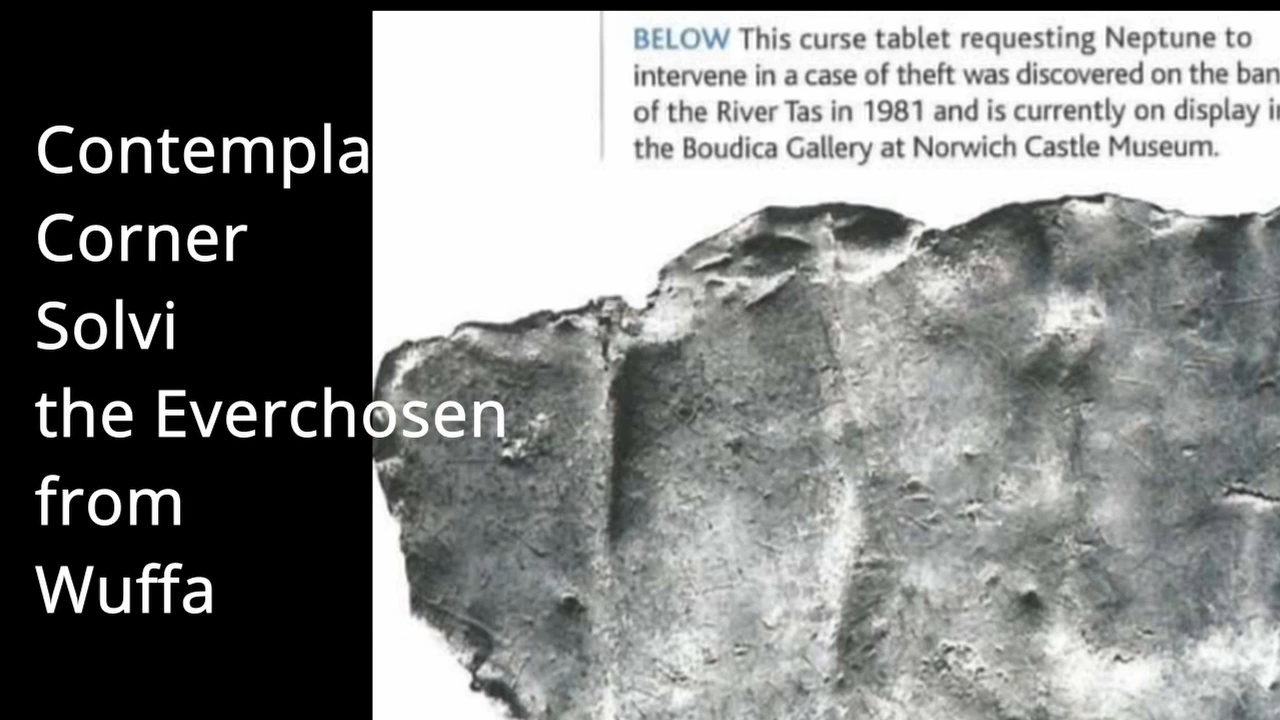 Contempla
Corner
Solvi
the Everchosen
from
Wuffa
BELOW This curse tablet requesting Neptune to
intervene in a case of theft was discovered on the ban
of the River Tas in 1981 and is currently on display i
the Boudica Gallery at Norwich Castle Museum.